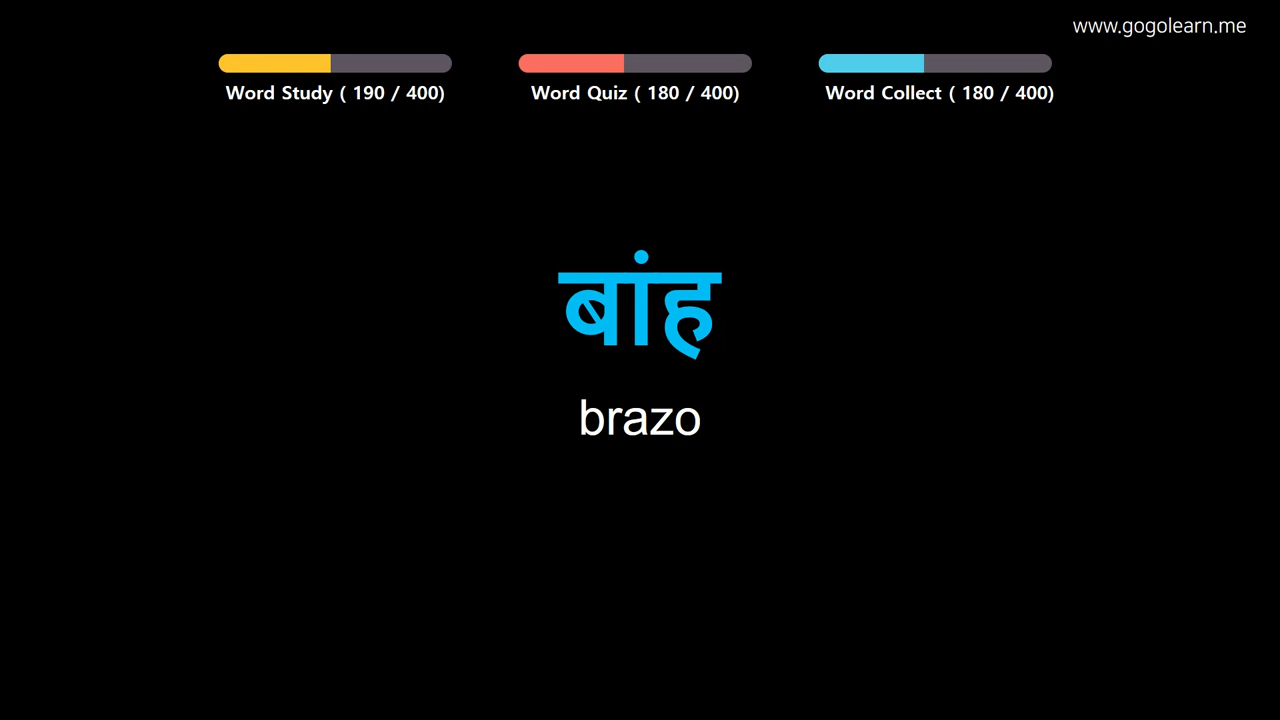 www.gogolearn.me
Word Study ( 190 / 400)
Word Quiz ( 180 / 400)
Word Collect ( 180 / 400)
बांह
brazo